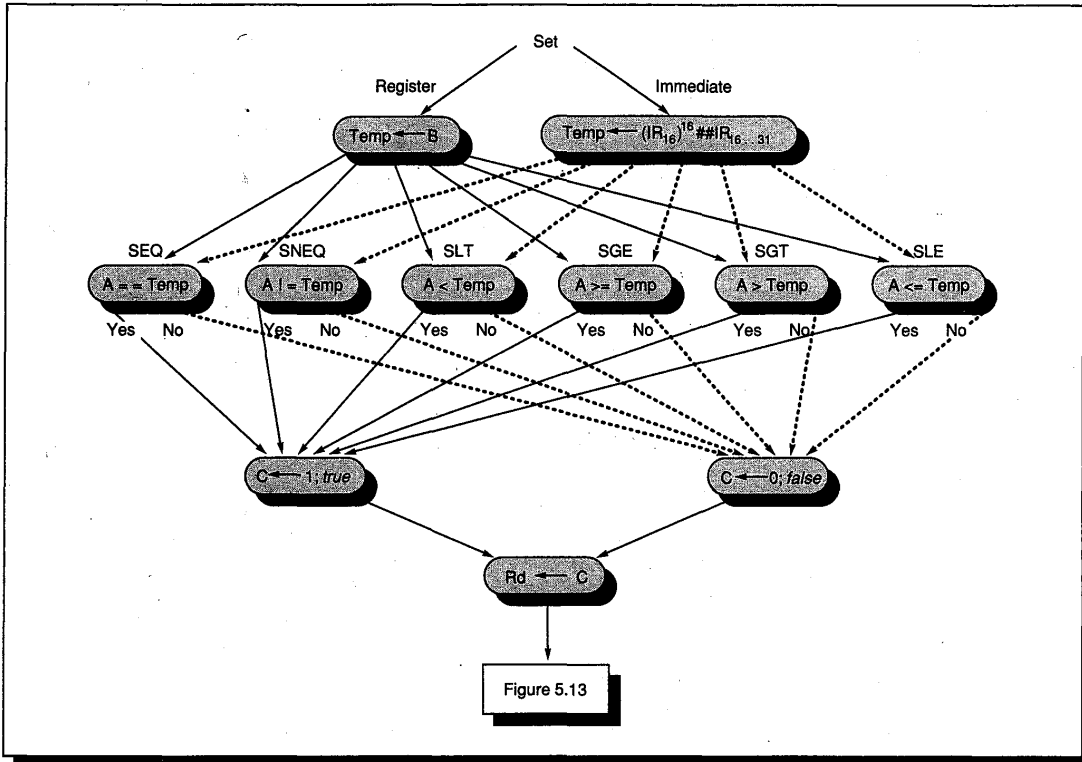 Set
Register Immediate
Temp ← B Temp ← (IR₁₆)¹⁶ ##IR₁₆..₃₁
SEQ SNEQ SLT SGE SGT SLE
A = = Temp A ! = Temp A < Temp A >= Temp A > Temp A <= Temp
Yes No Yes No Yes No Yes No Yes No Yes No
C ← 1; true C ← 0; false
Rd ← C
Figure 5.13